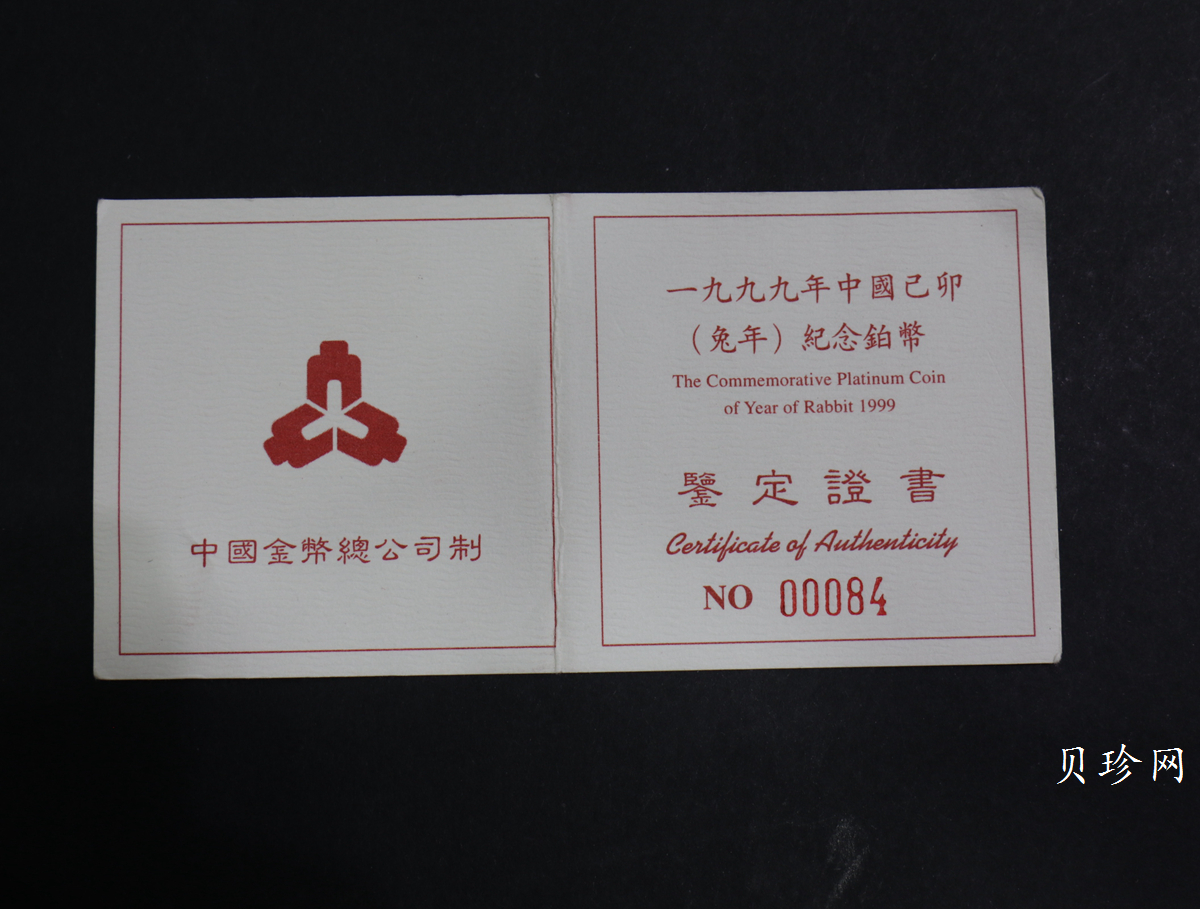 中國金幣總公司制
一九九九年中國己卯
（兔年）紀念鉑幣
The Commemorative Platinum Coin
of Year of Rabbit 1999
鑒定證書
Certificate of Authenticity
NO 00084
贝珍网